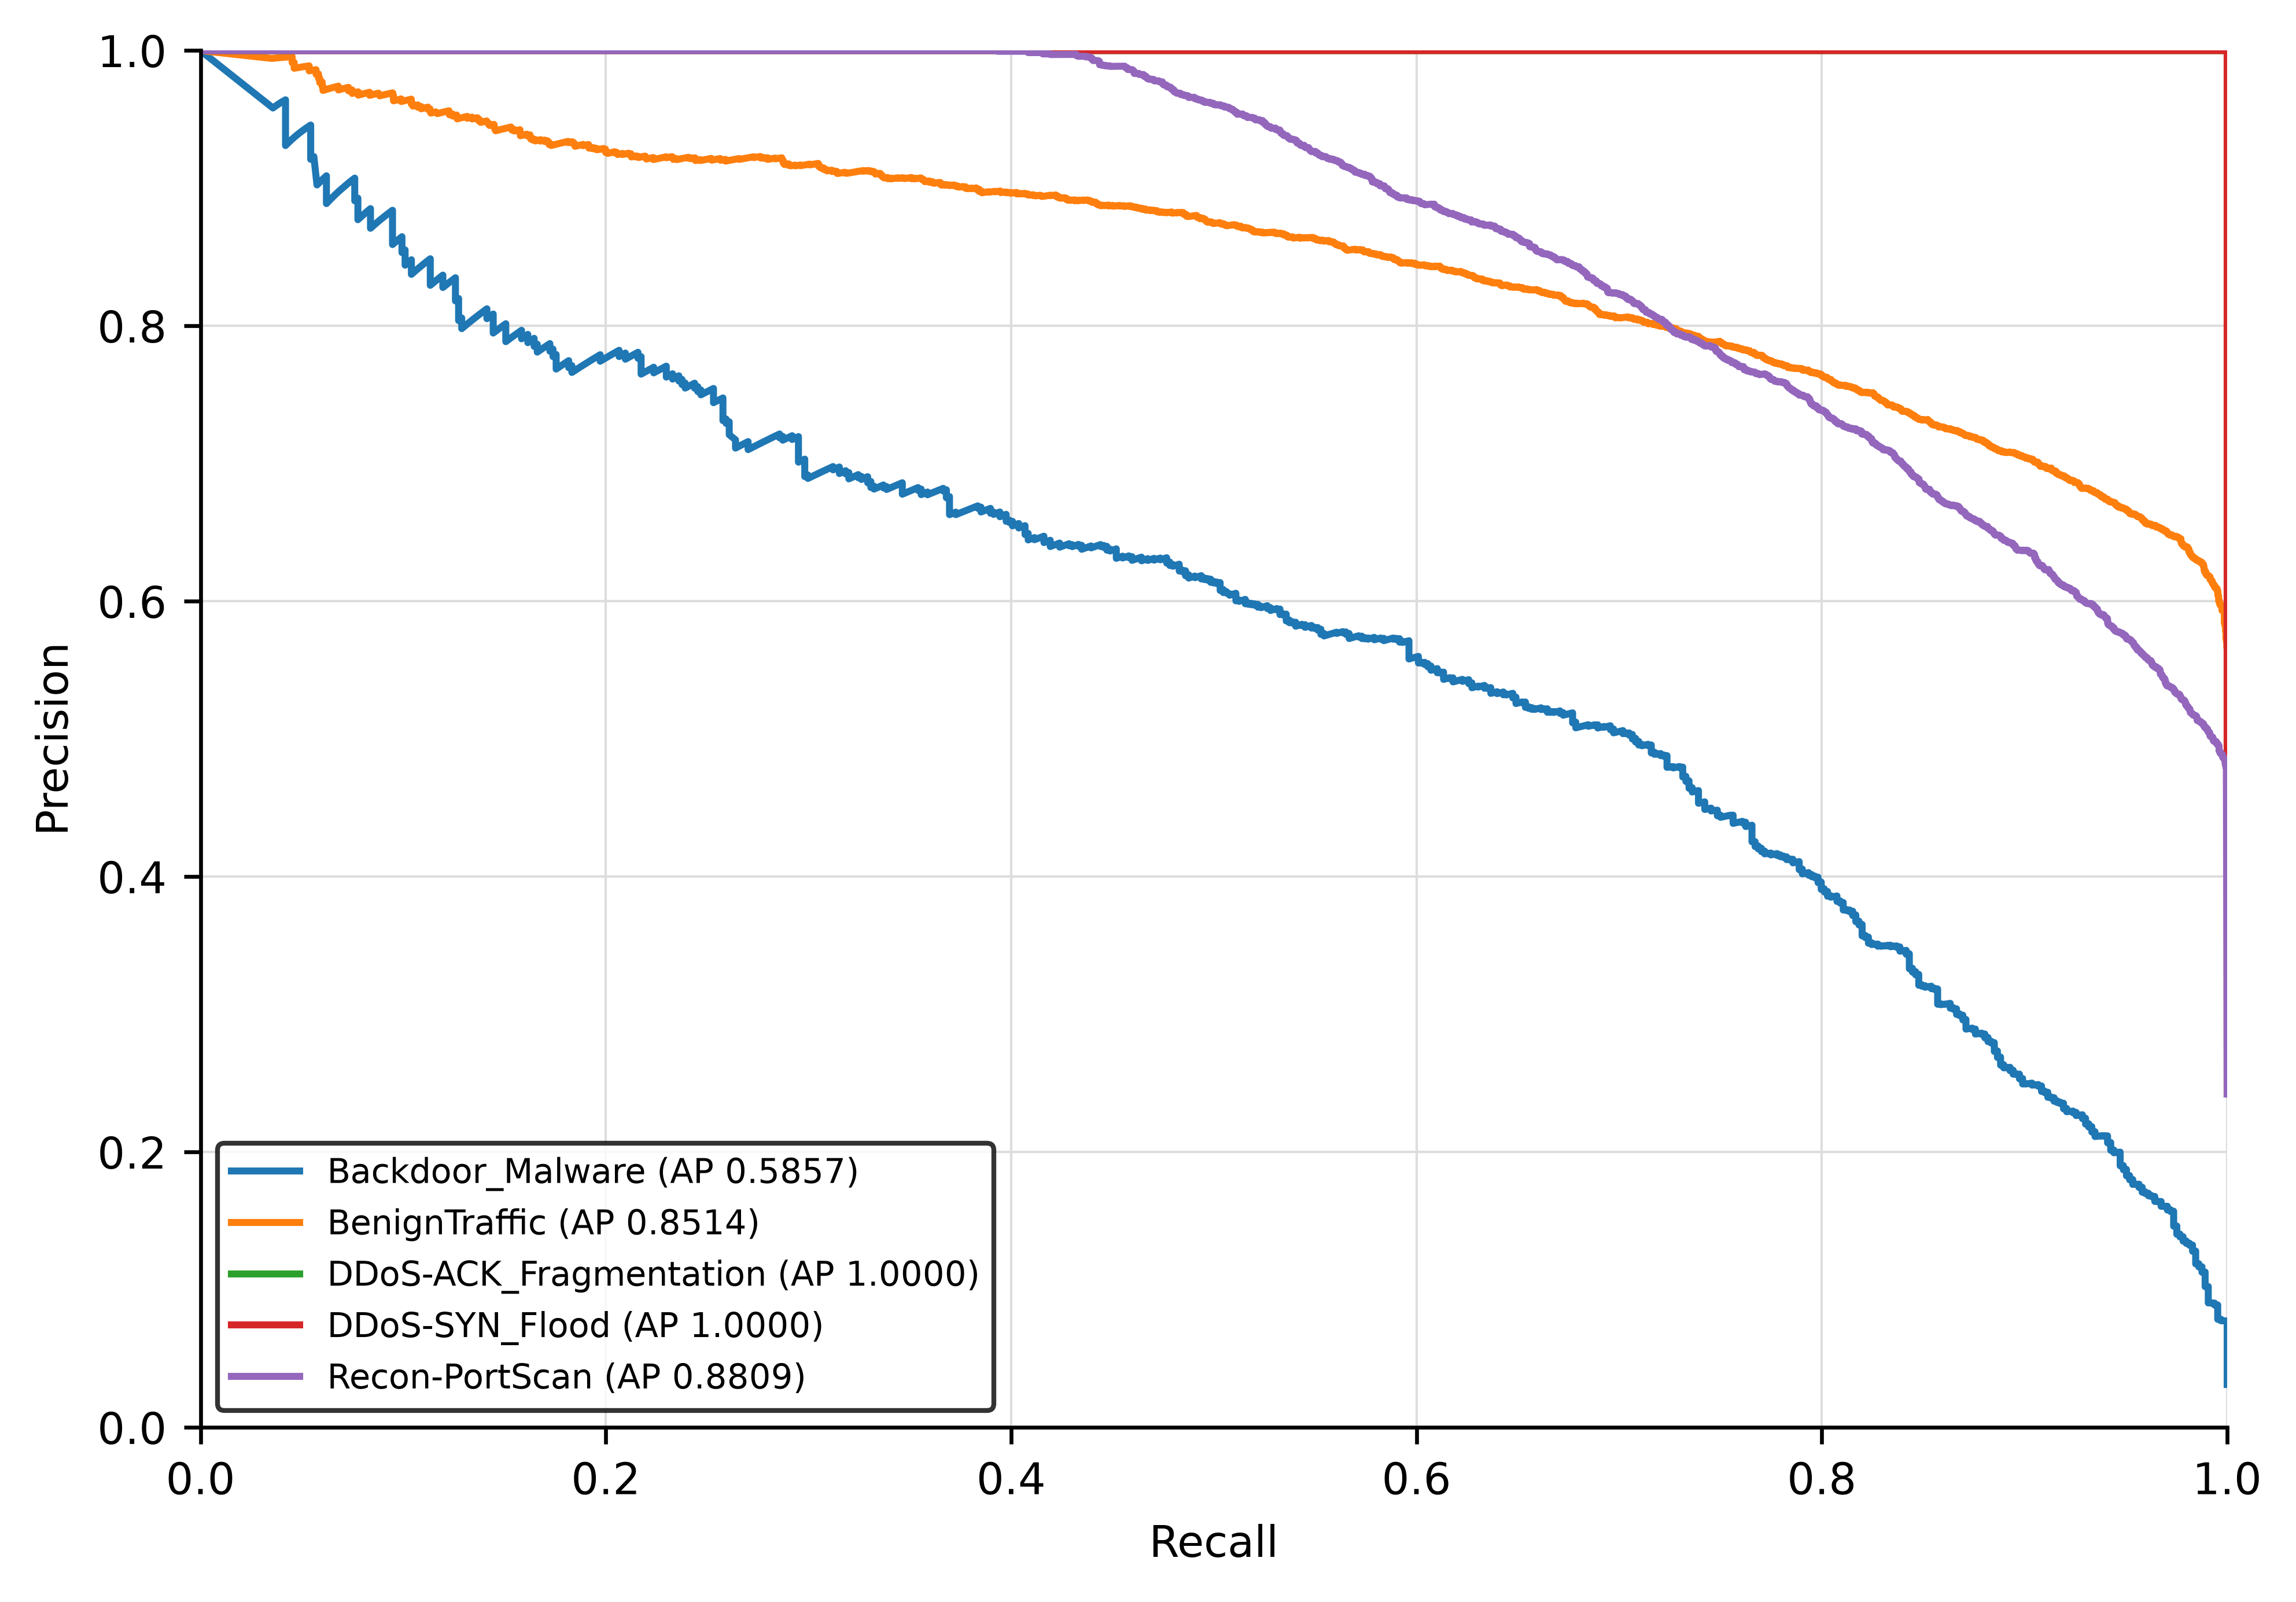 1.0
0.8
0.6
0.4
0.2
0.0
Precision
Backdoor_Malware (AP 0.5857)
BenignTraffic (AP 0.8514)
DDoS-ACK_Fragmentation (AP 1.0000)
DDoS-SYN_Flood (AP 1.0000)
Recon-PortScan (AP 0.8809)
0.0 0.2 0.4 0.6 0.8 1.0
Recall